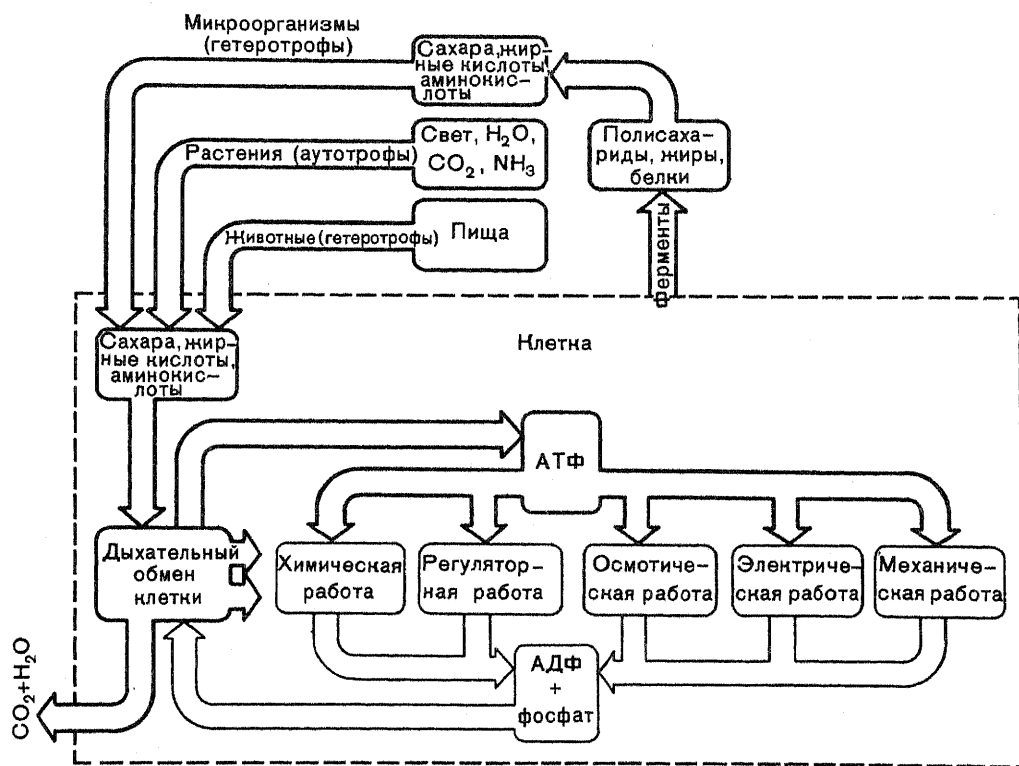 Микроорганизмы
(гетеротрофы)
Сахара, жир-
ные кислоты,
аминокис-
лоты
Растения (аутотрофы)
Свет, H₂O,
CO₂, NH₃
Полисаха-
риды, жиры,
белки
Животные (гетеротрофы)
Пища
Ферменты
Сахара, жир-
ные кислоты,
аминокис-
лоты
Клетка
АТФ
Дыхательный
обмен
клетки
Химическая
работа
Регулятор-
ная работа
Осмотиче-
ская работа
Электриче-
ская работа
Механиче-
ская работа
АДФ
+
фосфат
CO₂+H₂O